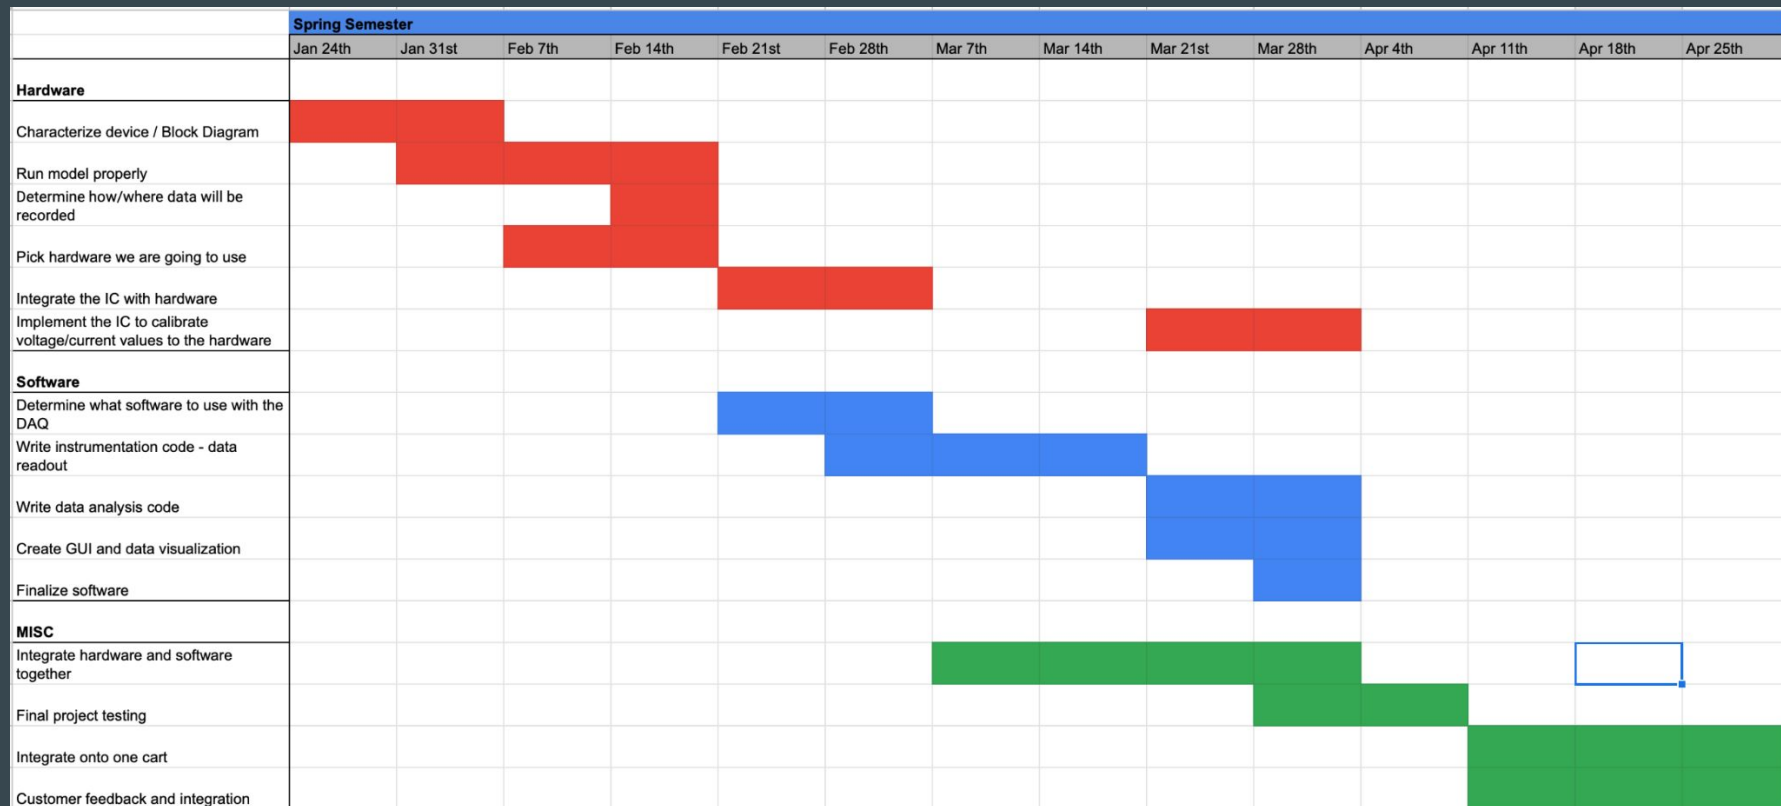 Spring Semester
Jan 24th Jan 31st Feb 7th Feb 14th Feb 21st Feb 28th Mar 7th Mar 14th Mar 21st Mar 28th Apr 4th Apr 11th Apr 18th Apr 25th
Hardware
Characterize device / Block Diagram
Run model properly
Determine how/where data will be
recorded
Pick hardware we are going to use
Integrate the IC with hardware
Implement the IC to calibrate
voltage/current values to the hardware
Software
Determine what software to use with the
DAQ
Write instrumentation code - data
readout
Write data analysis code
Create GUI and data visualization
Finalize software
MISC
Integrate hardware and software
together
Final project testing
Integrate onto one cart
Customer feedback and integration